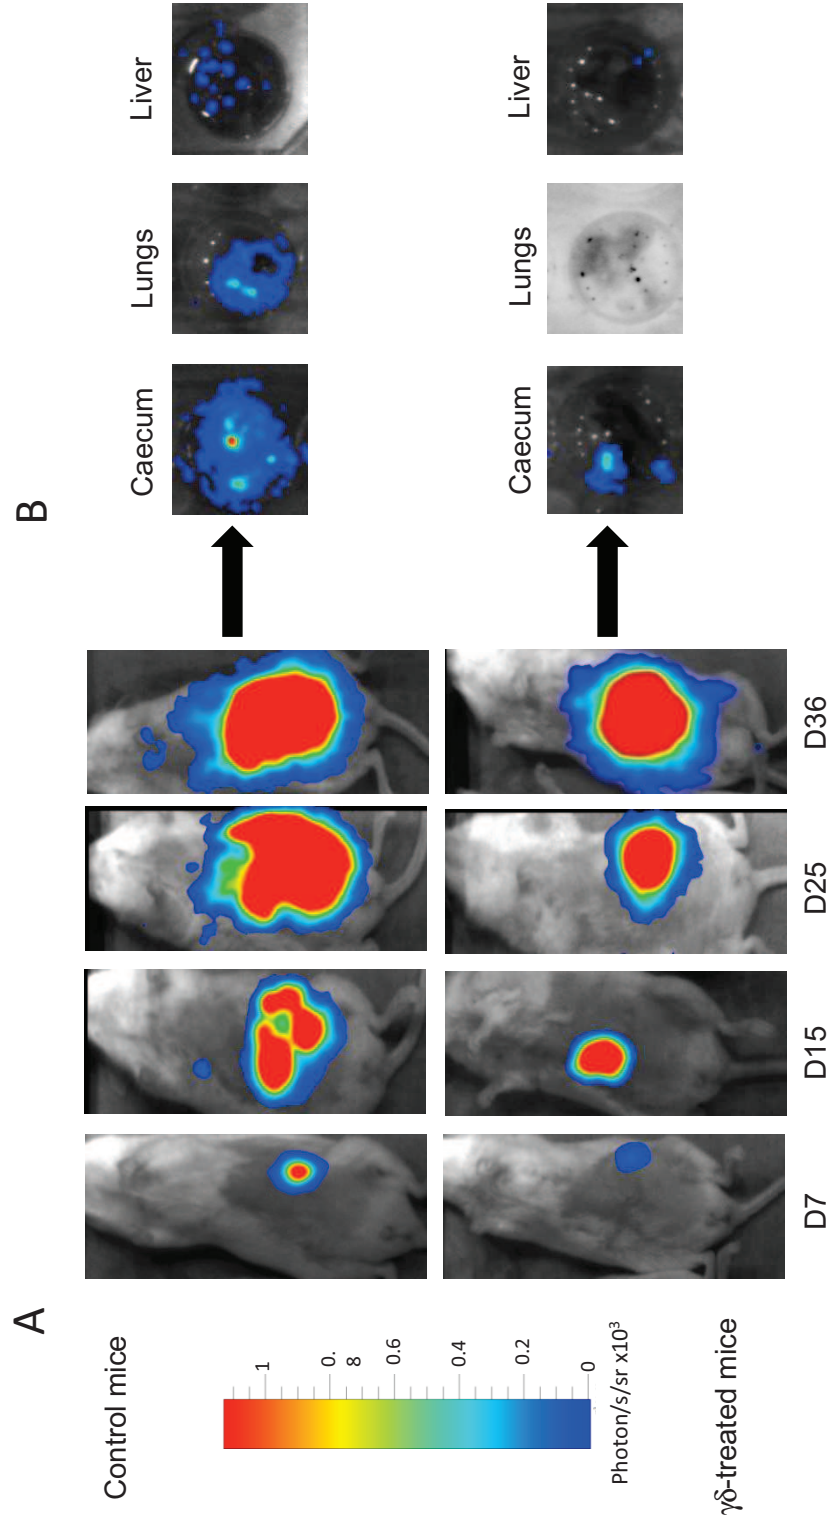 A
B
Control mice
Caecum
Lungs
Liver
1
0.
8
0.6
0.4
0.2
0
Photon/s/sr x10³
γδ-treated mice
Caecum
Lungs
Liver
D7
D15
D25
D36